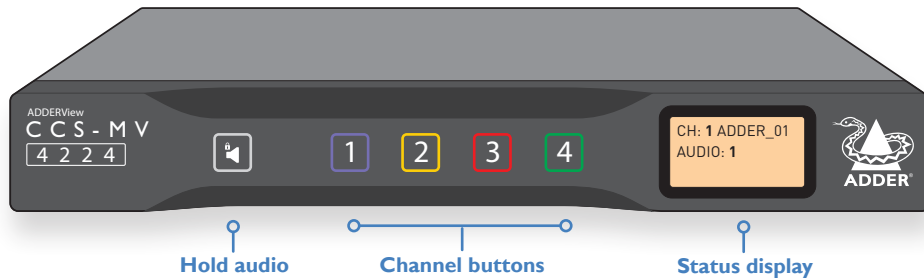 ADDERView
CCS-MV
4224
1
2
3
4
CH: 1 ADDER_01
AUDIO: 1
ADDER®
Hold audio
Channel buttons
Status display